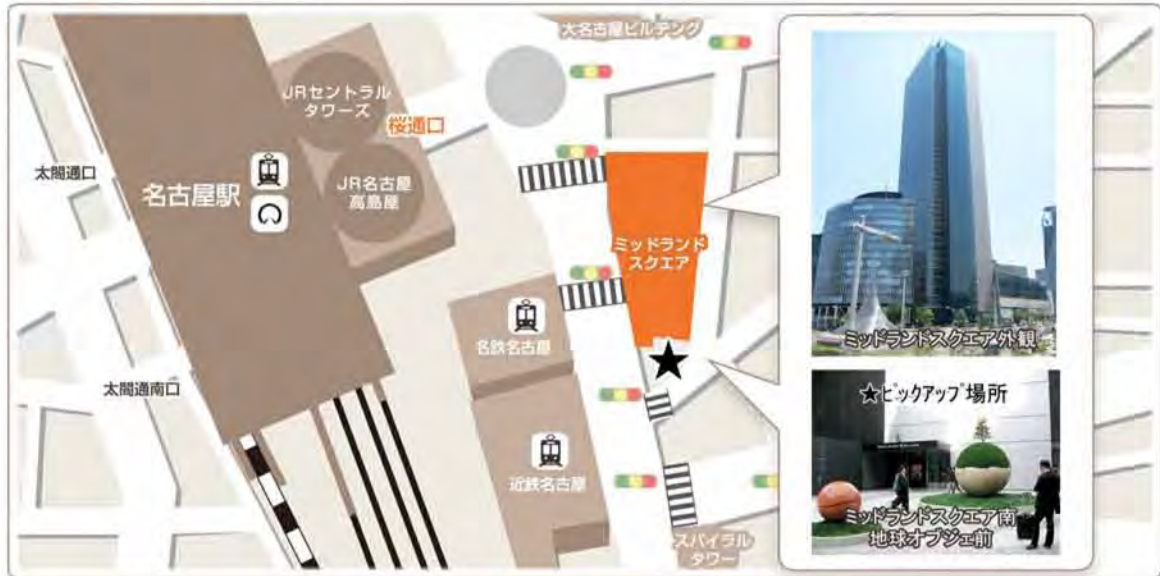 大名古屋ビルテング
JRセントラル
タワーズ
桜通口
太閤通口
名古屋駅
JR名古屋
高島屋
ミッドランド
スクエア
名鉄名古屋
太閤通南口
近鉄名古屋
スパイラル
タワー
ミッドランドスクエア外観
★ピックアップ場所
ミッドランドスクエア南
地球オブジェ前